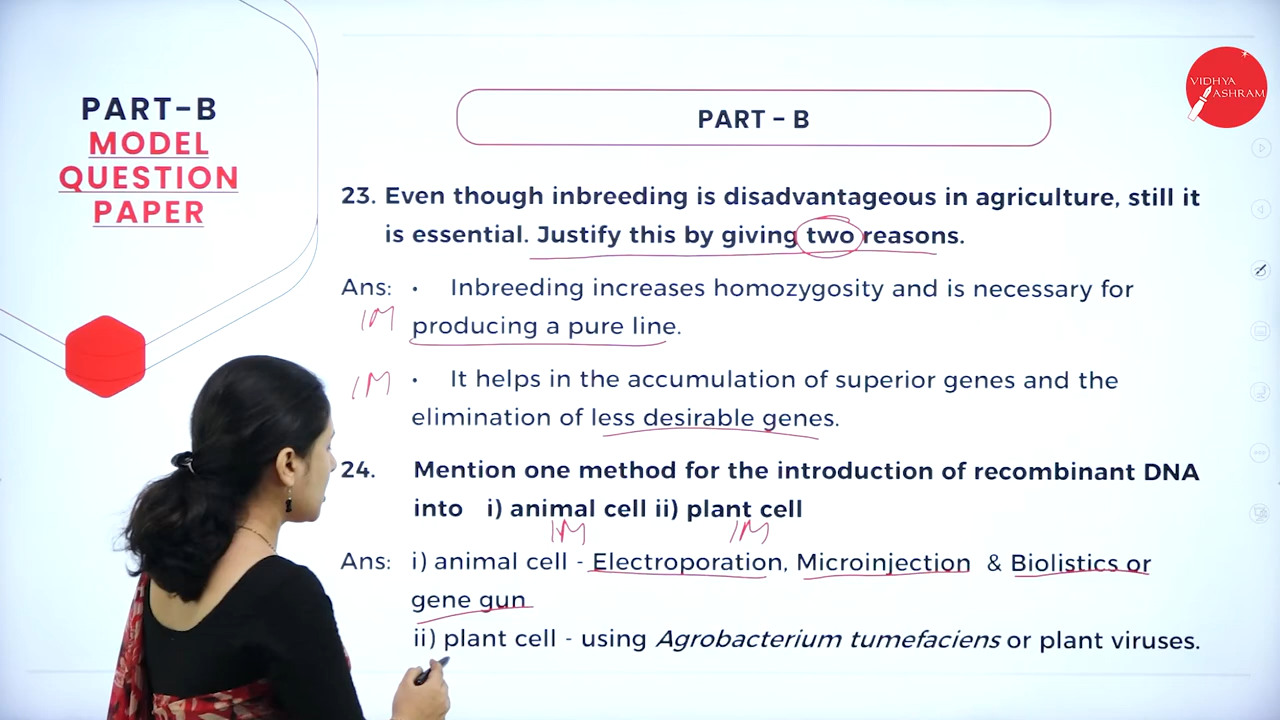 PART-B
MODEL
QUESTION
PAPER
VIDHYA
ASHRAM
PART - B
23. Even though inbreeding is disadvantageous in agriculture, still it
is essential. Justify this by giving two reasons.
Ans: • Inbreeding increases homozygosity and is necessary for
1M
producing a pure line.
1M • It helps in the accumulation of superior genes and the
elimination of less desirable genes.
24. Mention one method for the introduction of recombinant DNA
into i) animal cell ii) plant cell
1M 1M
Ans: i) animal cell - Electroporation, Microinjection & Biolistics or
gene gun
ii) plant cell - using Agrobacterium tumefaciens or plant viruses.